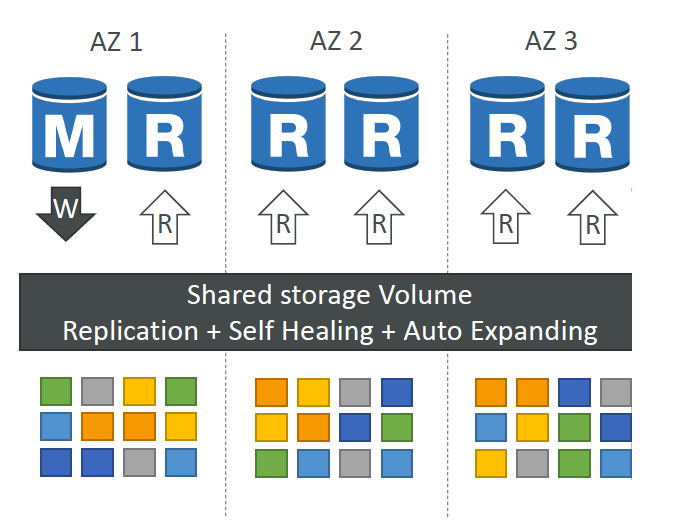 AZ 1
AZ 2
AZ 3
M
R
R
R
R
R
W
R
R
R
R
R
Shared storage Volume
Replication + Self Healing + Auto Expanding